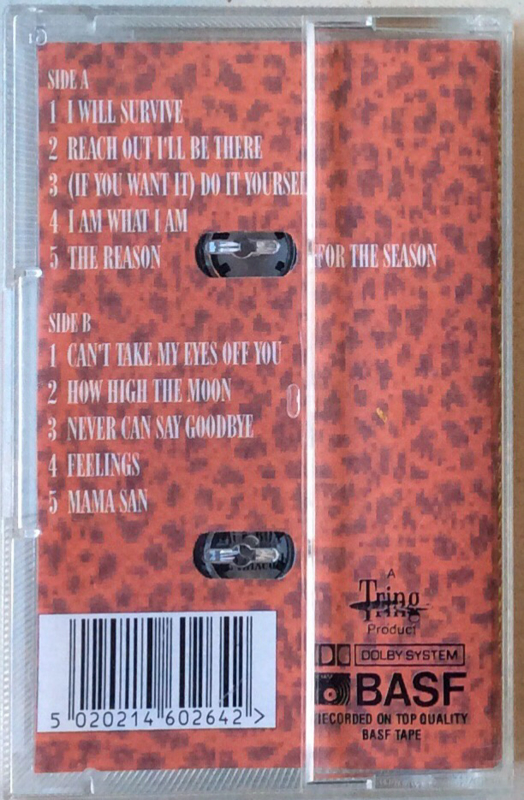 SIDE A
1 I WILL SURVIVE
2 REACH OUT I'LL BE THERE
3 (IF YOU WANT IT) DO IT YOURSEL
4 I AM WHAT I AM
5 THE REASON FOR THE SEASON
SIDE B
1 CAN'T TAKE MY EYES OFF YOU
2 HOW HIGH THE MOON
3 NEVER CAN SAY GOODBYE
4 FEELINGS
5 MAMA SAN
A
Tring
Product
DOLBY SYSTEM
BASF
RECORDED ON TOP QUALITY
BASF TAPE
5 020214 602642 >